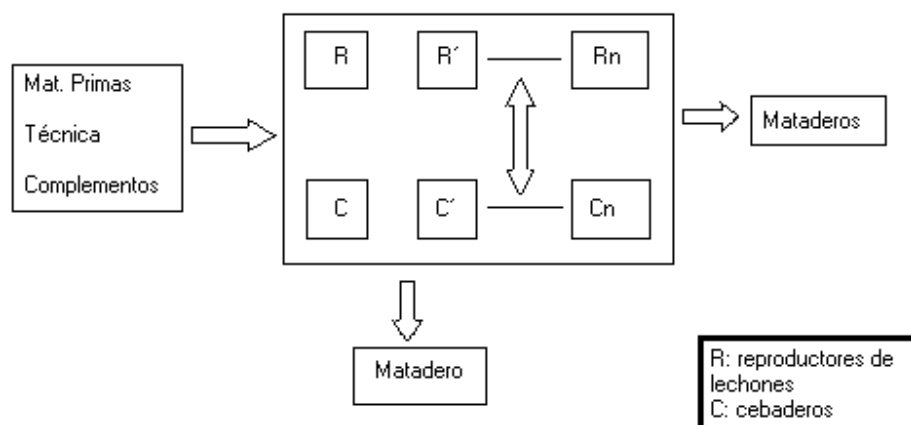 Mat. Primas
Técnica
Complementos
R R´ Rn
C C´ Cn
Mataderos
Matadero
R: reproductores de
lechones
C: cebaderos